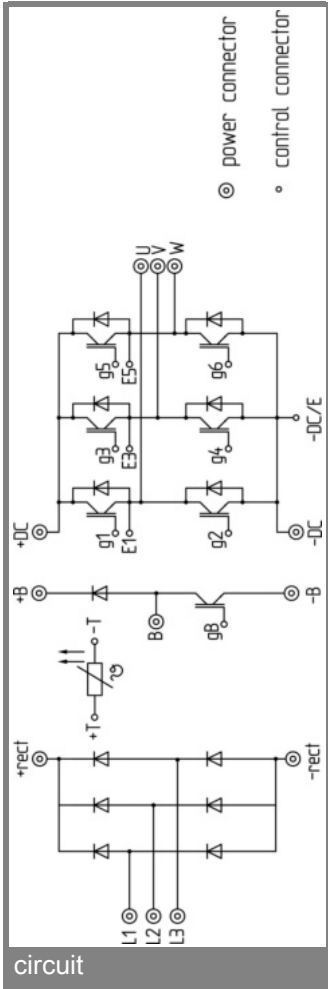 power connector
control connector
U
V
W
+DC
g1
E1
g3
E3
g5
E5
g2
g4
g6
-DC
-DC/E
+B
B
gB
-B
+T
-T
ϑ
+rect
-rect
L1
L2
L3
circuit